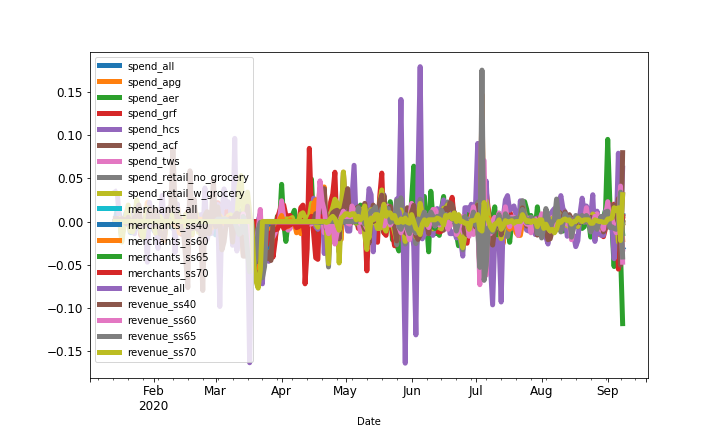 0.15
0.10
0.05
0.00
−0.05
−0.10
−0.15
spend_all
spend_apg
spend_aer
spend_grf
spend_hcs
spend_acf
spend_tws
spend_retail_no_grocery
spend_retail_w_grocery
merchants_all
merchants_ss40
merchants_ss60
merchants_ss65
merchants_ss70
revenue_all
revenue_ss40
revenue_ss60
revenue_ss65
revenue_ss70
Feb Mar Apr May Jun Jul Aug Sep
2020
Date